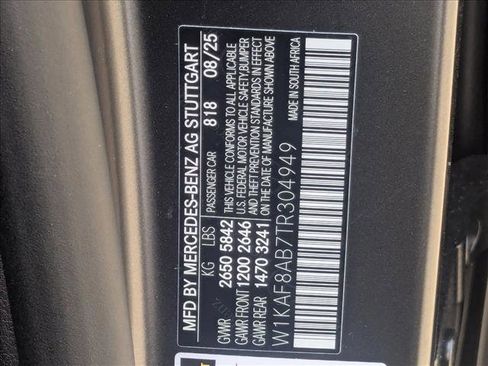 MFD BY MERCEDES-BENZ AG STUTTGART
KG LBS PASSENGER CAR 818 08/25
GVWR 2650 5842 THIS VEHICLE CONFORMS TO ALL APPLICABLE
GAWR FRONT 1200 2646 U.S. FEDERAL MOTOR VEHICLE SAFETY,BUMPER
GAWR REAR 1470 3241 AND THEFT PREVENTION STANDARDS IN EFFECT
ON THE DATE OF MANUFACTURE SHOWN ABOVE
MADE IN SOUTH AFRICA
W1KAF8AB7TR304949